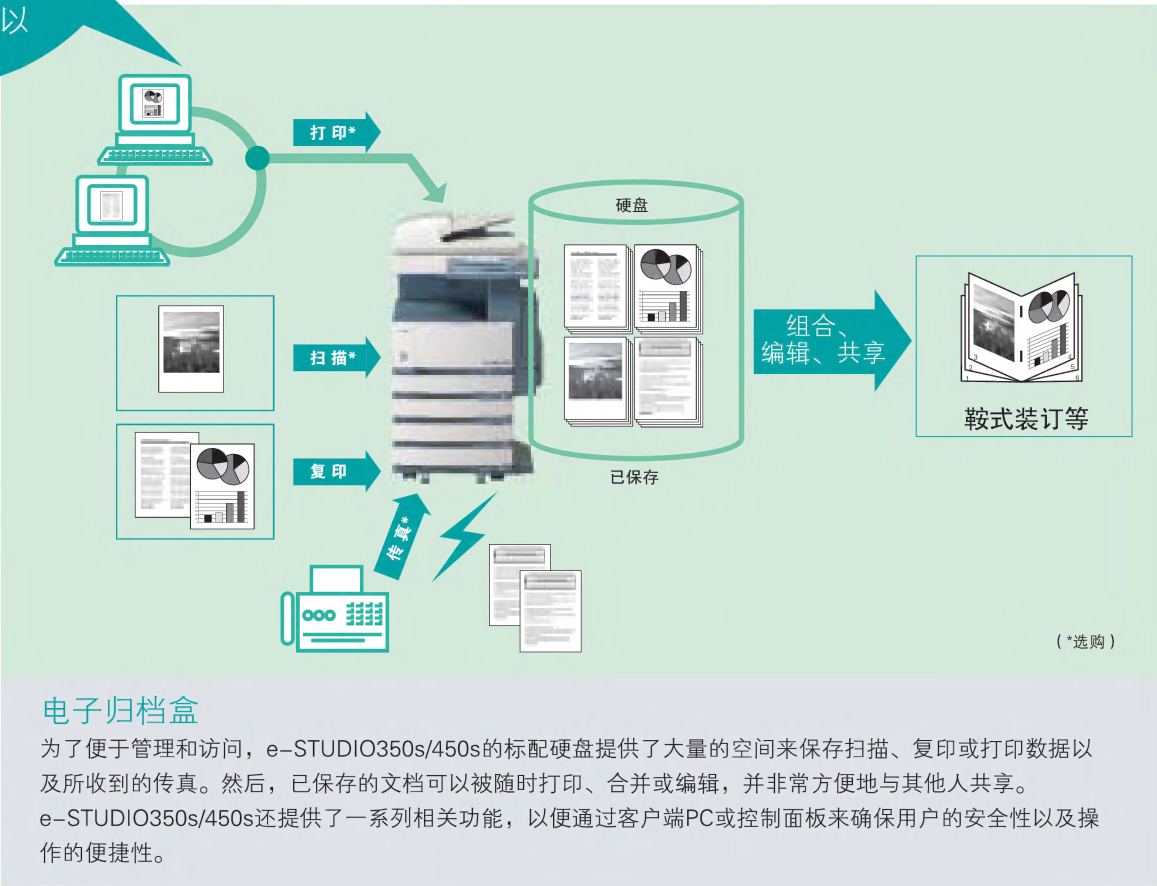 以
打印*
硬盘
组合、
编辑、共享
扫描*
3
2
1
4
5
6
鞍式装订等
复印
已保存
传真*
(*选购)
电子归档盒
为了便于管理和访问，e-STUDIO350s/450s的标配硬盘提供了大量的空间来保存扫描、复印或打印数据以
及所收到的传真。然后，已保存的文档可以被随时打印、合并或编辑，并非常方便地与其他人共享。
e-STUDIO350s/450s还提供了一系列相关功能，以便通过客户端PC或控制面板来确保用户的安全性以及操
作的便捷性。